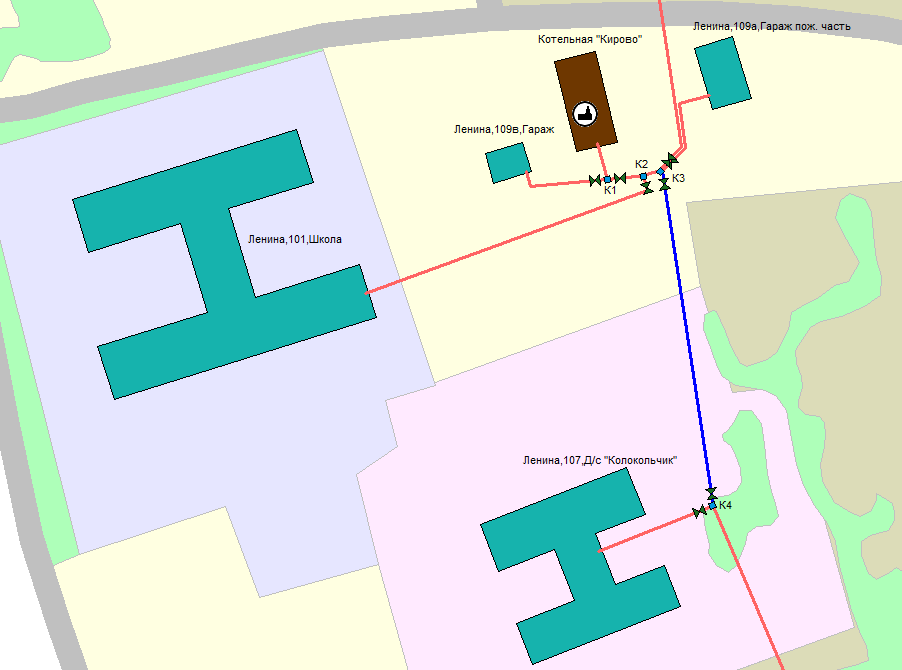 Ленина,109а,Гараж пож. часть
Котельная "Кирово"
Ленина,109в,Гараж
К2
К3
К1
Ленина,101,Школа
Ленина,107,Д/с "Колокольчик"
К4